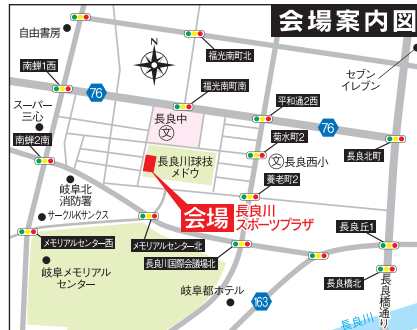 会場案内図
自由書房
福光南町北
N
セブン
イレブン
南蝉1西
76
福光南町南
平和通2西
スーパー
三心
長良中
文
菊水町2
76
南蝉2南
長良川球技
メドウ
文
長良西小
長良北町
岐阜北
消防署
養老町2
サークルKサンクス
会場
長良川
スポーツプラザ
メモリアルセンター西
メモリアルセンター北
長良丘1
長良川国際会議場北
岐阜メモリアル
センター
長良橋北
岐阜都ホテル
163
長良橋通り
長良川